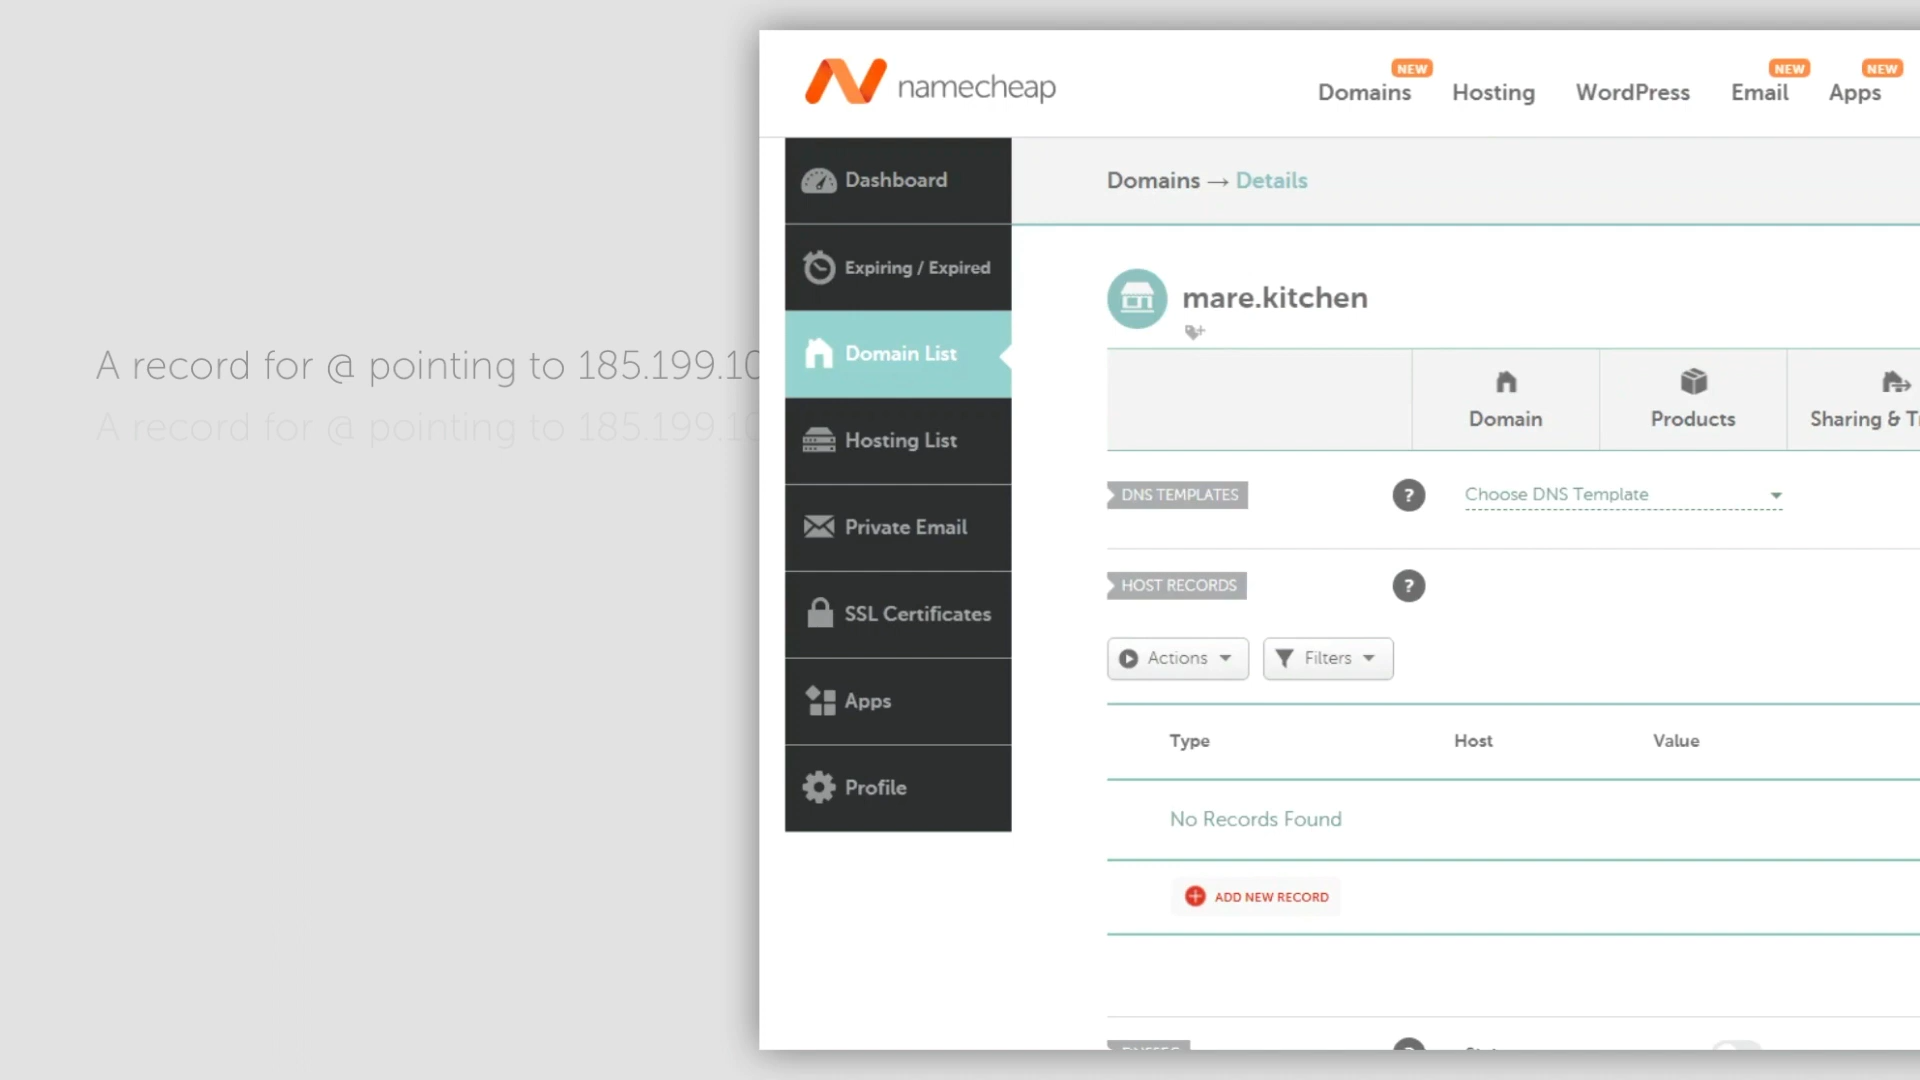 A record for @ pointing to 185.199.10
A record for @ pointing to 185.199.10
namecheap
NEW
NEW
NEW
Domains
Hosting
WordPress
Email
Apps
Dashboard
Expiring / Expired
Domain List
Hosting List
Private Email
SSL Certificates
Apps
Profile
Domains → Details
mare.kitchen
Domain
Products
Sharing & Tr
DNS TEMPLATES
?
Choose DNS Template
HOST RECORDS
?
Actions
Filters
Type
Host
Value
No Records Found
ADD NEW RECORD